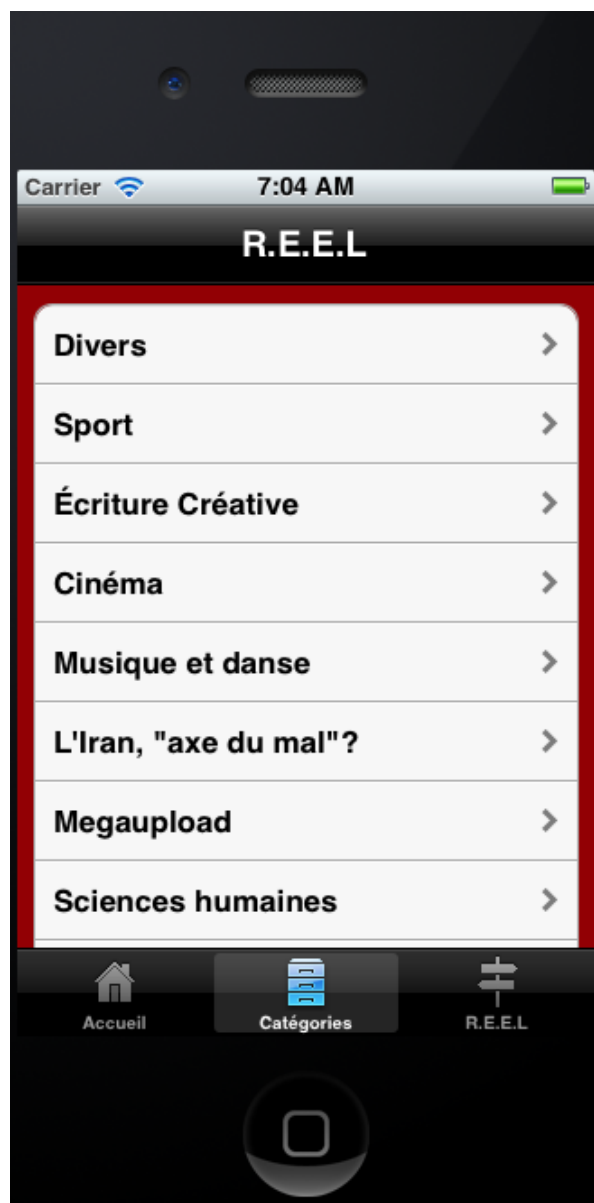 Carrier 7:04 AM
R.E.E.L
Divers
Sport
Écriture Créative
Cinéma
Musique et danse
L'Iran, "axe du mal"?
Megaupload
Sciences humaines
Accueil Catégories R.E.E.L